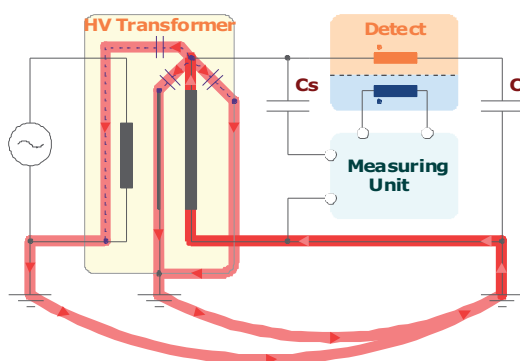 HV Transformer
Detect
Cs
C
Measuring
Unit